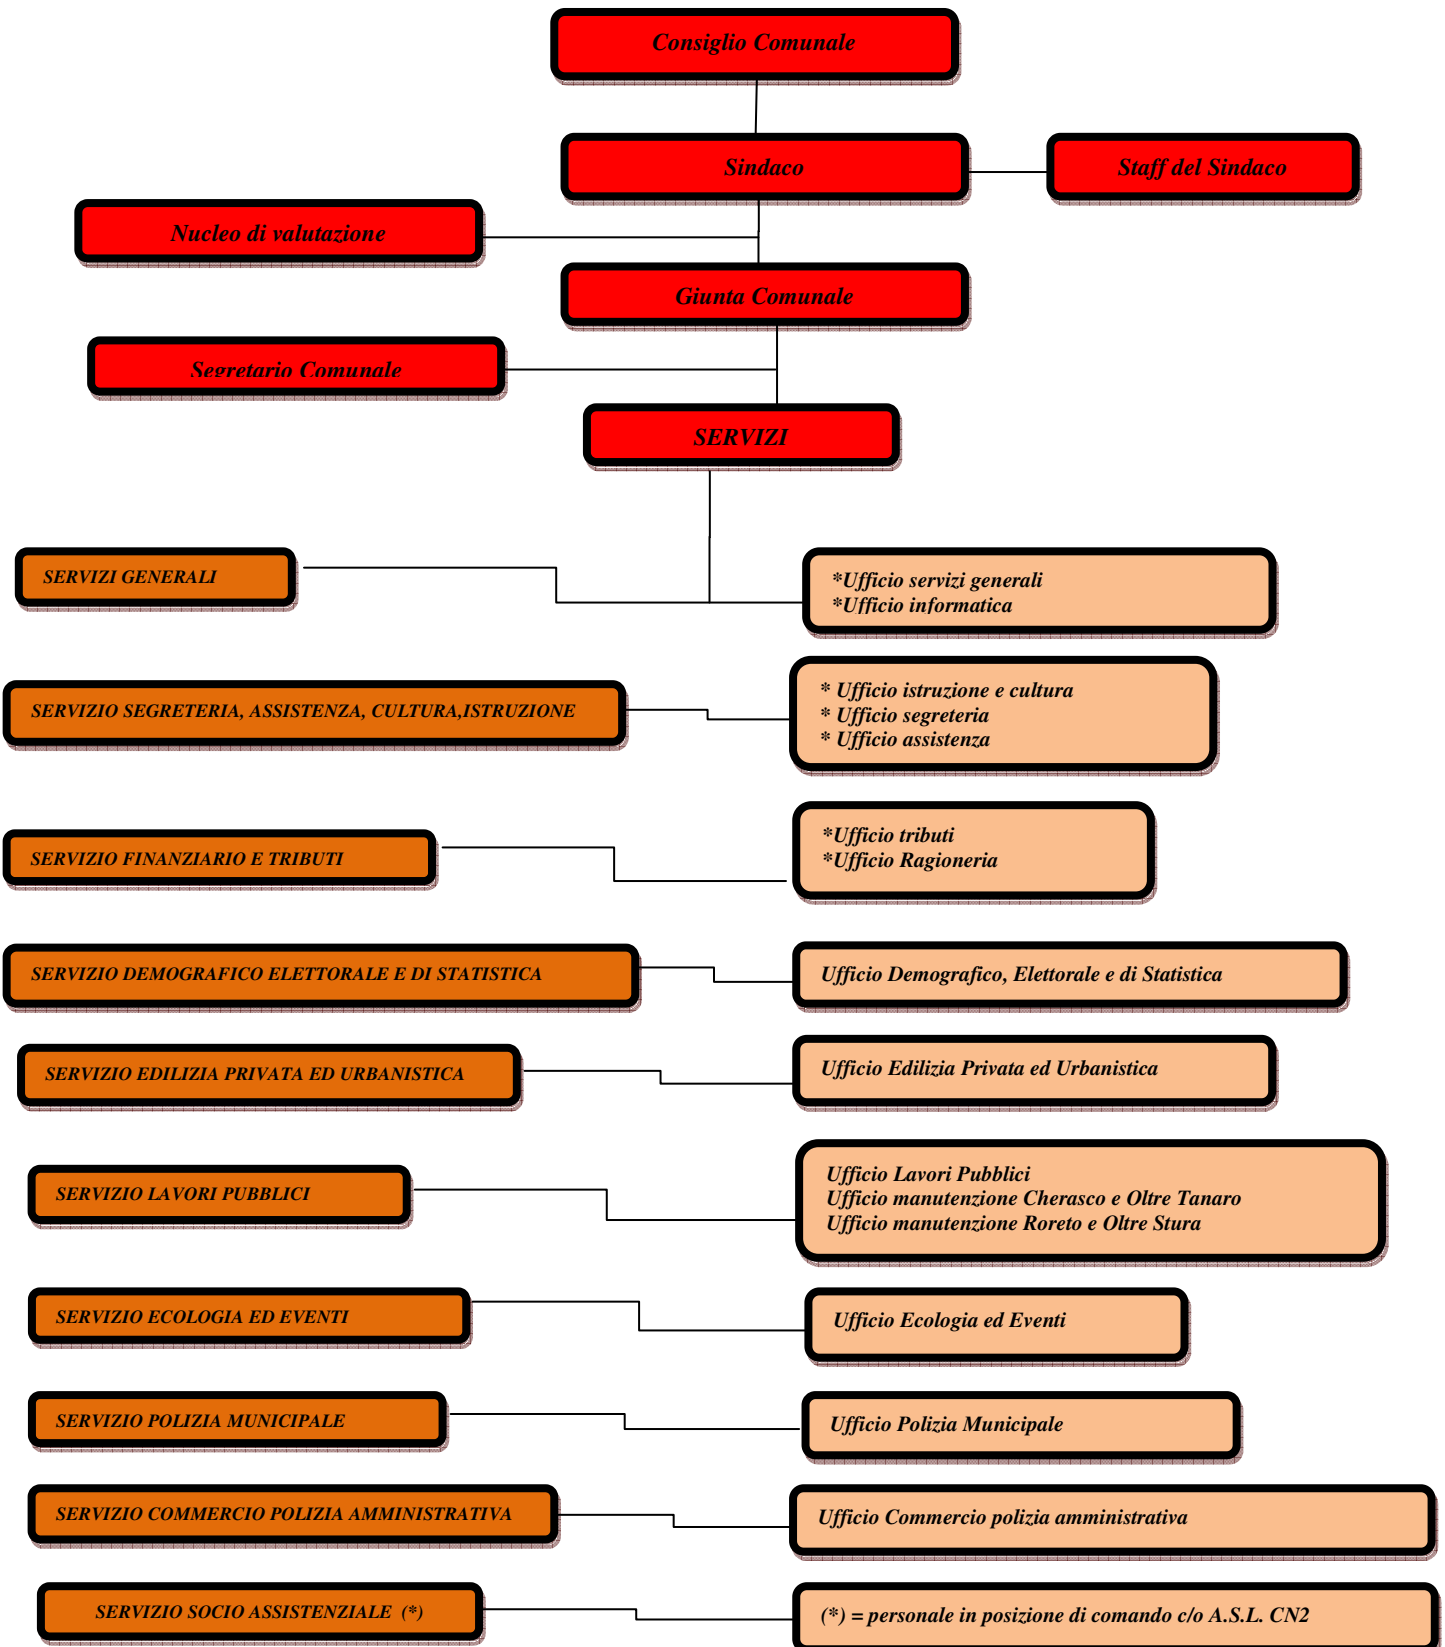 Consiglio Comunale
Sindaco
Staff del Sindaco
Nucleo di valutazione
Giunta Comunale
Segretario Comunale
SERVIZI
SERVIZI GENERALI
*Ufficio servizi generali
*Ufficio informatica
SERVIZIO SEGRETERIA, ASSISTENZA, CULTURA,ISTRUZIONE
* Ufficio istruzione e cultura
* Ufficio segreteria
* Ufficio assistenza
SERVIZIO FINANZIARIO E TRIBUTI
*Ufficio tributi
*Ufficio Ragioneria
SERVIZIO DEMOGRAFICO ELETTORALE E DI STATISTICA
Ufficio Demografico, Elettorale e di Statistica
SERVIZIO EDILIZIA PRIVATA ED URBANISTICA
Ufficio Edilizia Privata ed Urbanistica
SERVIZIO LAVORI PUBBLICI
Ufficio Lavori Pubblici
Ufficio manutenzione Cherasco e Oltre Tanaro
Ufficio manutenzione Roreto e Oltre Stura
SERVIZIO ECOLOGIA ED EVENTI
Ufficio Ecologia ed Eventi
SERVIZIO POLIZIA MUNICIPALE
Ufficio Polizia Municipale
SERVIZIO COMMERCIO POLIZIA AMMINISTRATIVA
Ufficio Commercio polizia amministrativa
SERVIZIO SOCIO ASSISTENZIALE (*)
(*) = personale in posizione di comando c/o A.S.L. CN2